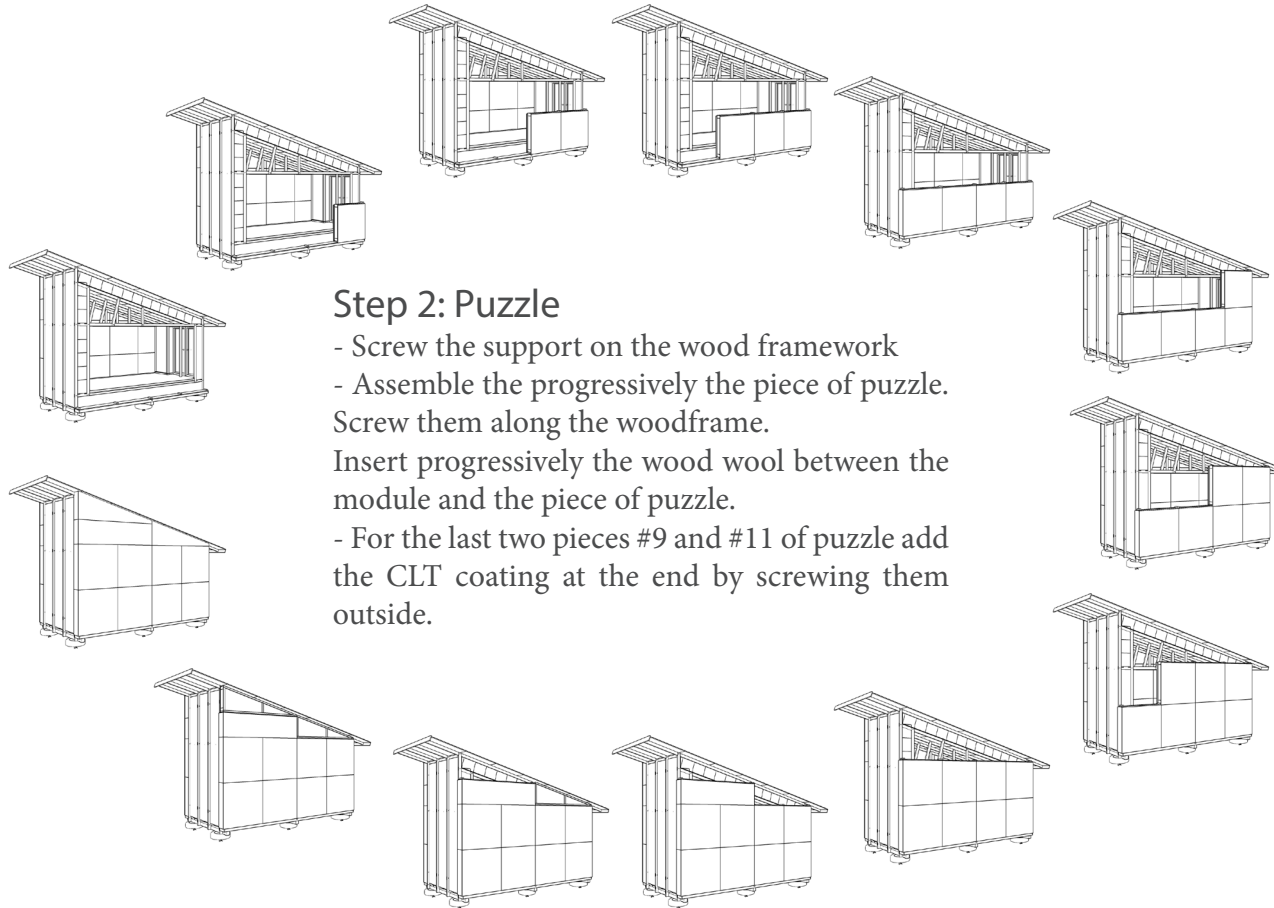 Step 2: Puzzle
- Screw the support on the wood framework
- Assemble the progressively the piece of puzzle.
Screw them along the woodframe.
Insert progressively the wood wool between the
module and the piece of puzzle.
- For the last two pieces #9 and #11 of puzzle add
the CLT coating at the end by screwing them
outside.